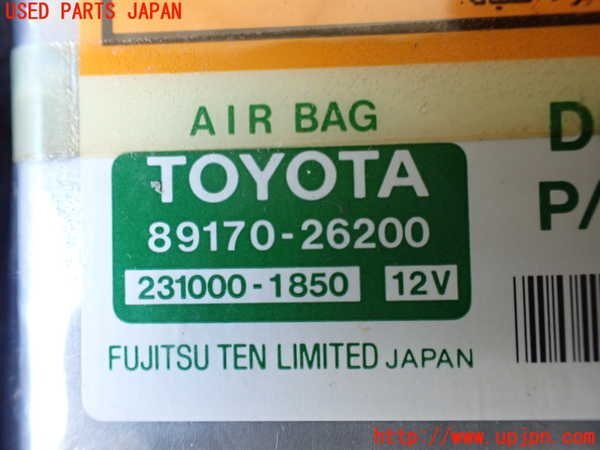 USED PARTS JAPAN
AIR BAG
D
TOYOTA
P/
89170-26200
231000-1850 12V
FUJITSU TEN LIMITED JAPAN
http://www.upjpn.com